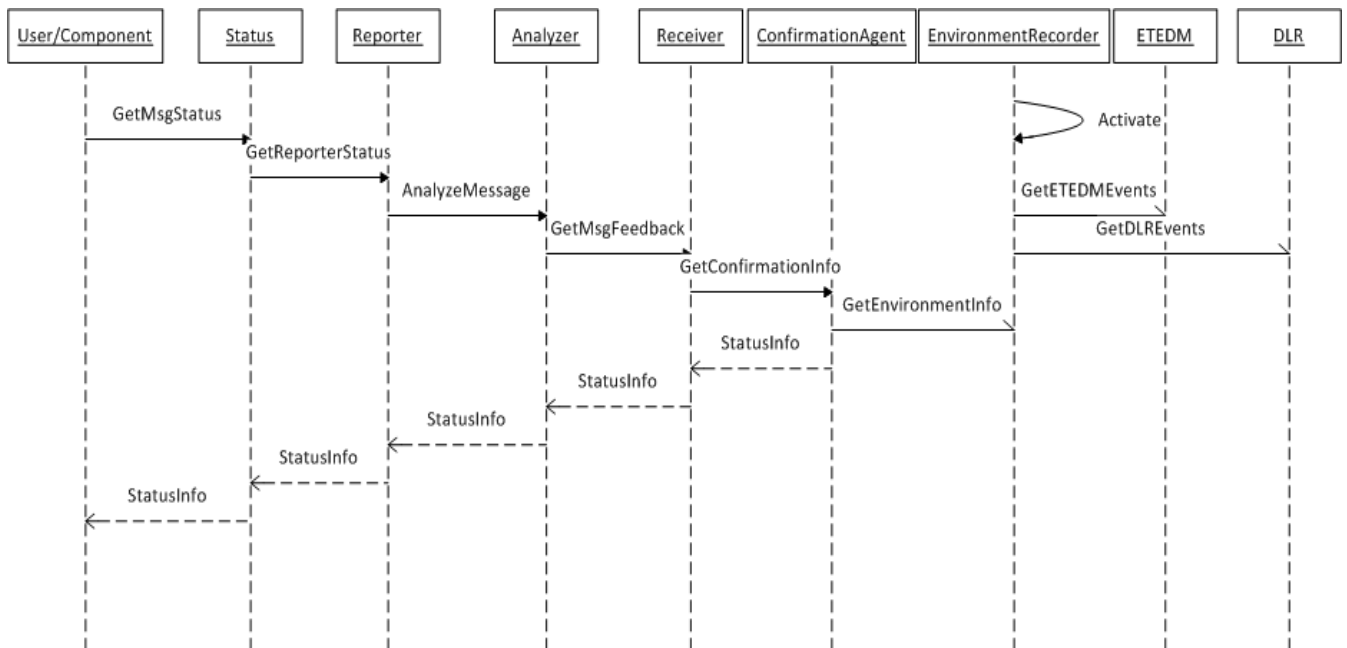 User/Component Status Reporter Analyzer Receiver ConfirmationAgent EnvironmentRecorder ETEDM DLR
GetMsgStatus
Activate
GetReporterStatus
AnalyzeMessage
GetETEDMEvents
GetMsgFeedback
GetDLREvents
GetConfirmationInfo
GetEnvironmentInfo
StatusInfo
StatusInfo
StatusInfo
StatusInfo
StatusInfo